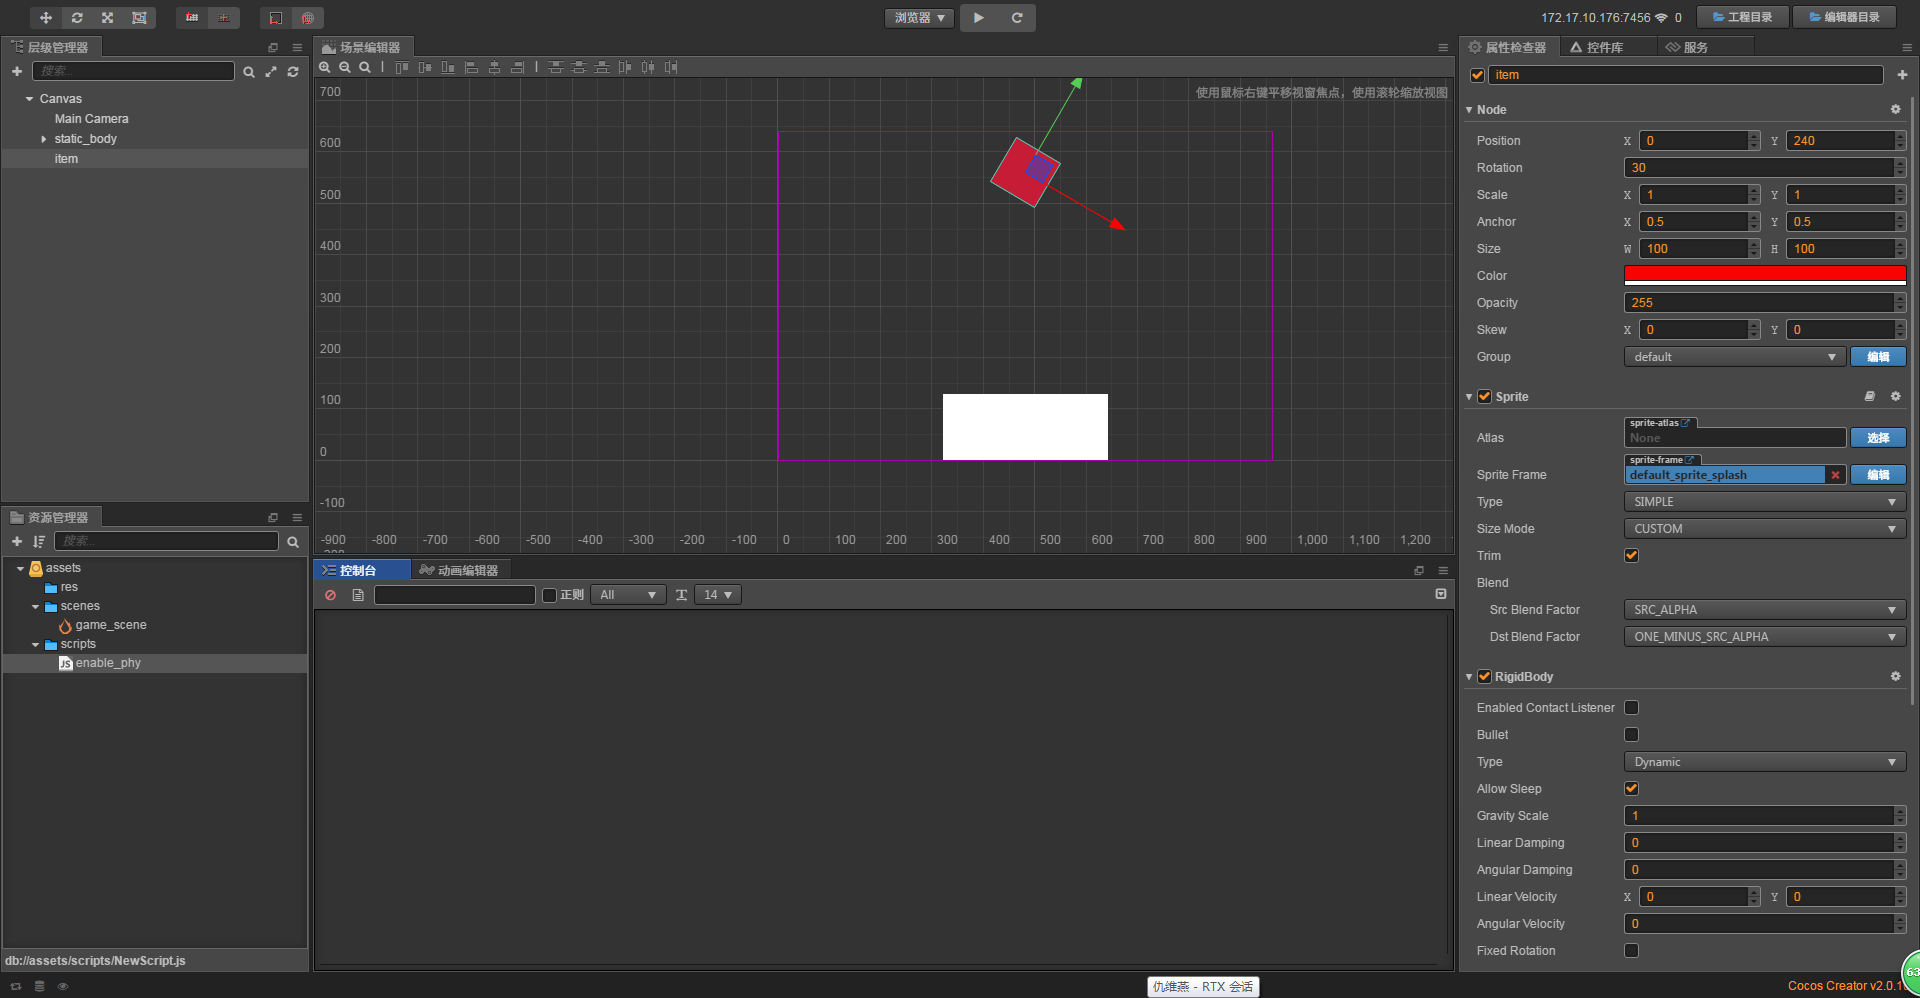 浏览器
172.17.10.176:7456 0
工程目录
编辑器目录
层级管理器
搜索...
Canvas
Main Camera
static_body
item
资源管理器
搜索...
assets
res
scenes
game_scene
scripts
JS enable_phy
db://assets/scripts/NewScript.js
场景编辑器
使用鼠标右键平移视窗焦点，使用滚轮缩放视图
700
600
500
400
300
200
100
0
-100
-900 -800 -700 -600 -500 -400 -300 -200 -100 0 100 200 300 400 500 600 700 800 900 1,000 1,100 1,200
控制台
动画编辑器
正则
All
14
属性检查器
控件库
服务
item
Node
Position X 0 Y 240
Rotation 30
Scale X 1 Y 1
Anchor X 0.5 Y 0.5
Size W 100 H 100
Color
Opacity 255
Skew X 0 Y 0
Group default 编辑
Sprite
sprite-atlas
Atlas None 选择
sprite-frame
Sprite Frame default_sprite_splash 编辑
Type SIMPLE
Size Mode CUSTOM
Trim
Blend
Src Blend Factor SRC_ALPHA
Dst Blend Factor ONE_MINUS_SRC_ALPHA
RigidBody
Enabled Contact Listener
Bullet
Type Dynamic
Allow Sleep
Gravity Scale 1
Linear Damping 0
Angular Damping 0
Linear Velocity X 0 Y 0
Angular Velocity 0
Fixed Rotation
63
仇维燕 - RTX 会话
Cocos Creator v2.0.1